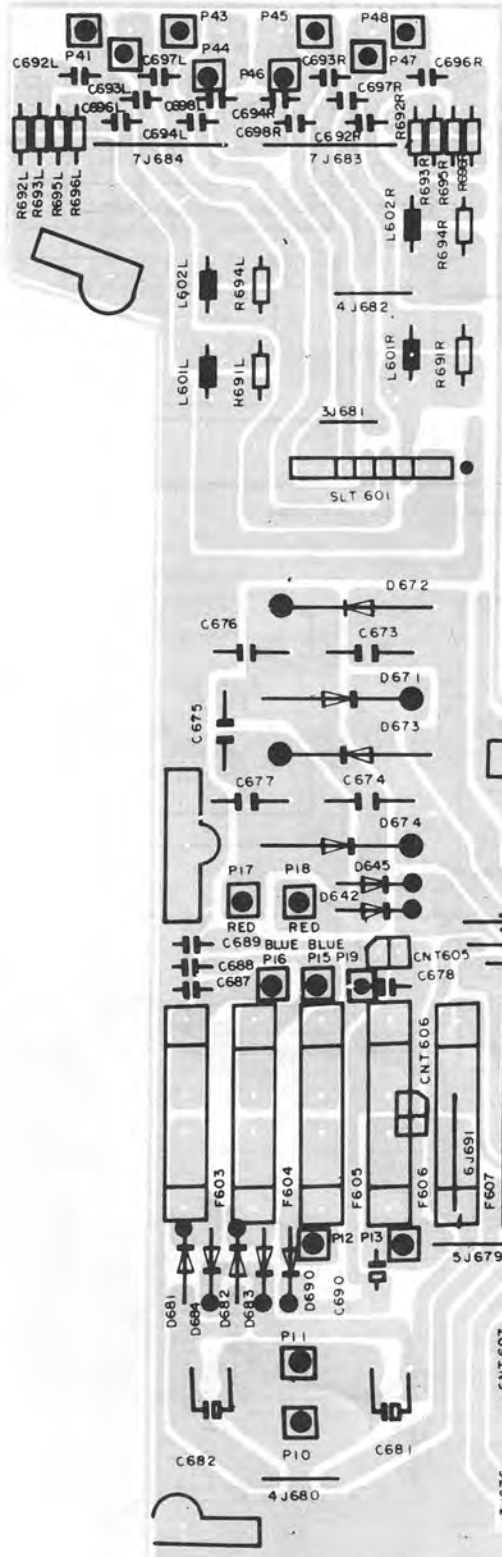 P43 P45 P48
P41 P44 P46 P47
C692L C697L C693R C696R
C693L C697R
C696L C698L C694R R692R
C694L C698R C692R
7J684 7J683
R692L R693L R695L R696L
R693R R695R
L602L R694L L602R R694R
4J682
L601L R691L L601R R691R
3J681
SLT 601
D672
C676 C673
D671
C675 D673
C677 C674
D674
P17 P18 D645
D642
RED RED
C689 BLUE BLUE
C688 P16 P15 P19 CNT605
C687 C678
CNT606
6J691
F603 F604 F605 F606 F607
P12 P13
5J679
D681 D684 D682 D683 D690 C690
P11
P10
C682 C681
4J680